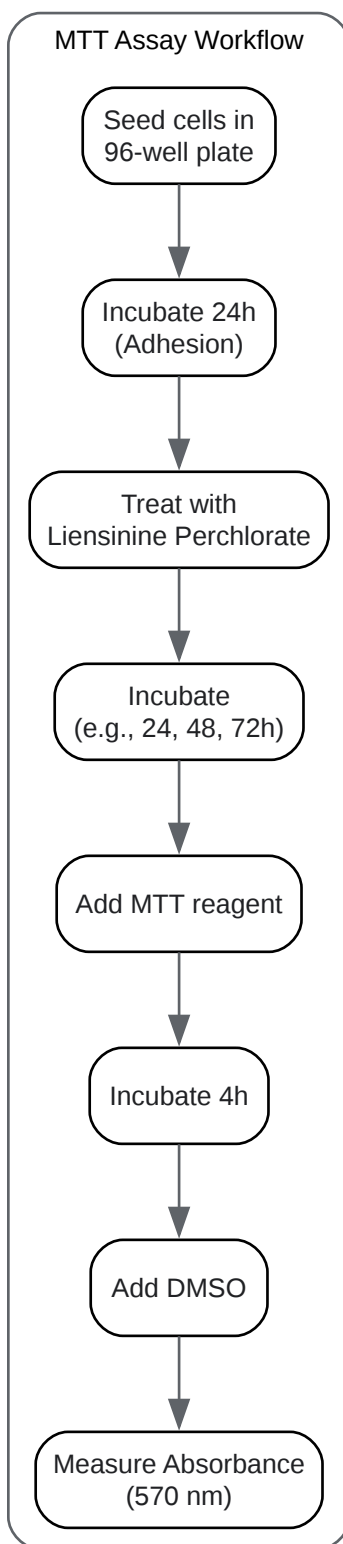 MTT Assay Workflow
Seed cells in
96-well plate
Incubate 24h
(Adhesion)
Treat with
Liensinine Perchlorate
Incubate
(e.g., 24, 48, 72h)
Add MTT reagent
Incubate 4h
Add DMSO
Measure Absorbance
(570 nm)